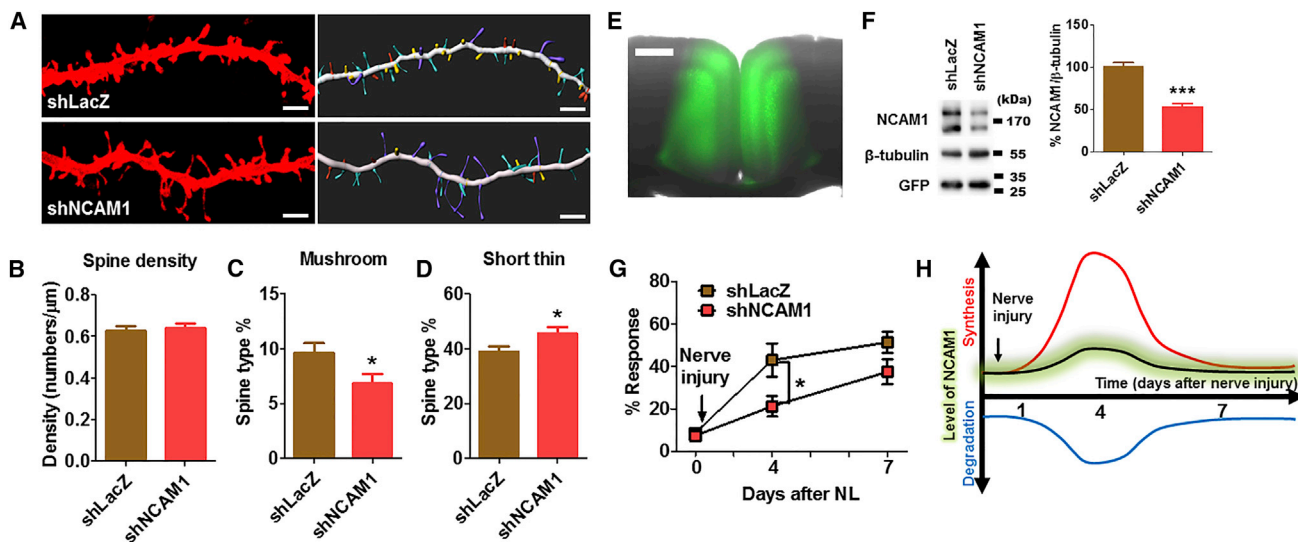 A
shLacZ
shNCAM1
B
Spine density
Density (numbers/μm)
0.8
0.6
0.4
0.2
0.0
shLacZ
shNCAM1
C
Mushroom
Spine type %
15
10
5
0
*
shLacZ
shNCAM1
D
Short thin
Spine type %
60
40
20
0
*
shLacZ
shNCAM1
E
F
shLacZ
shNCAM1
(kDa)
NCAM1
170
β-tubulin
55
GFP
35
25
% NCAM1/β-tubulin
150
100
50
0
***
shLacZ
shNCAM1
G
% Response
80
60
40
20
0
shLacZ
shNCAM1
Nerve
injury
*
0
4
7
Days after NL
H
Level of NCAM1
Synthesis
Degradation
Nerve
injury
Time (days after nerve injury)
1
4
7